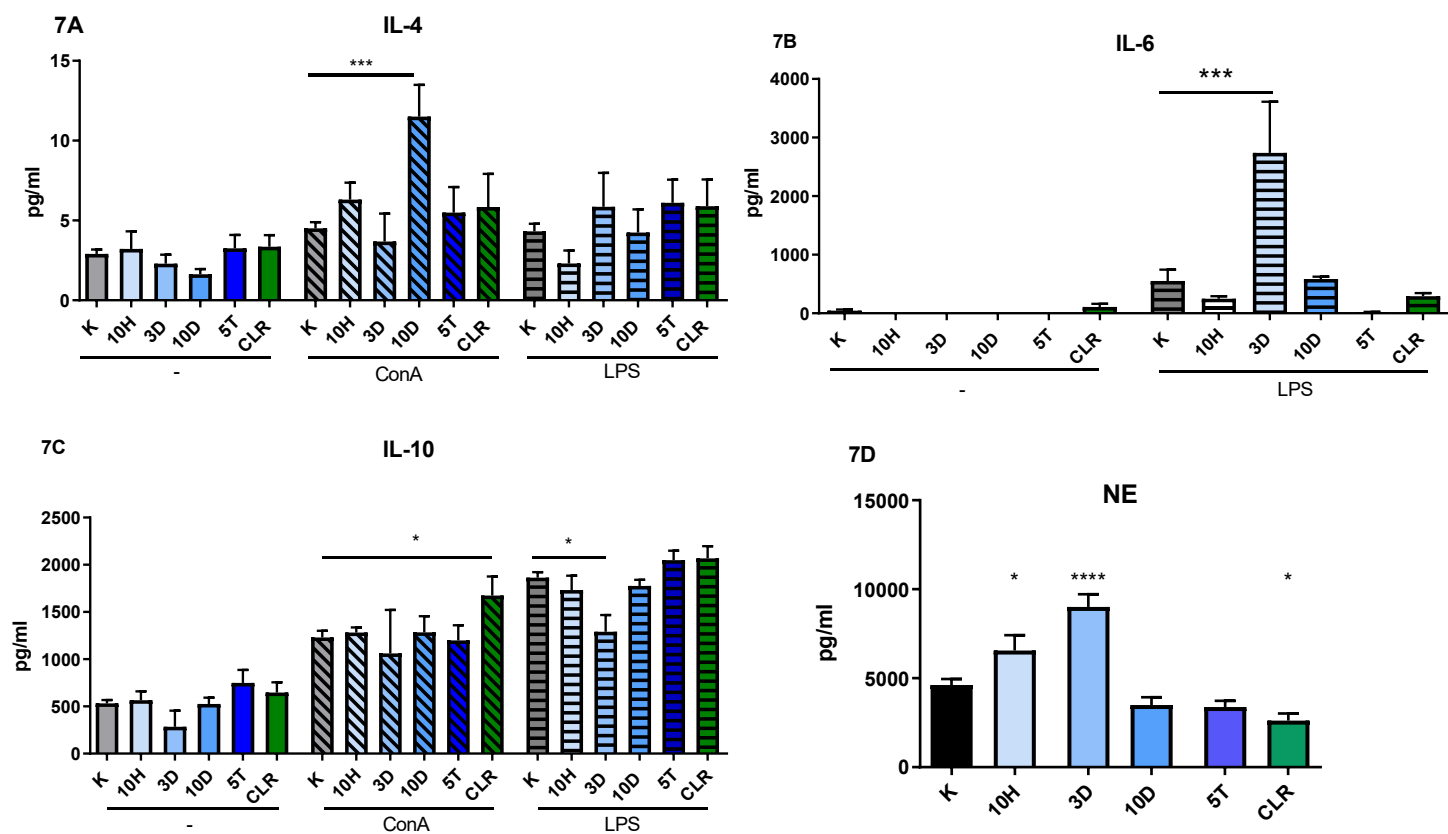 7A
IL-4
15
***
10
pg/ml
5
0
K 10H 3D 10D 5T CLR K 10H 3D 10D 5T CLR K 10H 3D 10D 5T CLR
- ConA LPS
7B
IL-6
4000
***
3000
pg/ml
2000
1000
0
K 10H 3D 10D 5T CLR K 10H 3D 10D 5T CLR
- LPS
7C
IL-10
2500
* *
2000
1500
pg/ml
1000
500
0
K 10H 3D 10D 5T CLR K 10H 3D 10D 5T CLR K 10H 3D 10D 5T CLR
- ConA LPS
7D
NE
15000
* **** *
10000
pg/ml
5000
0
K 10H 3D 10D 5T CLR